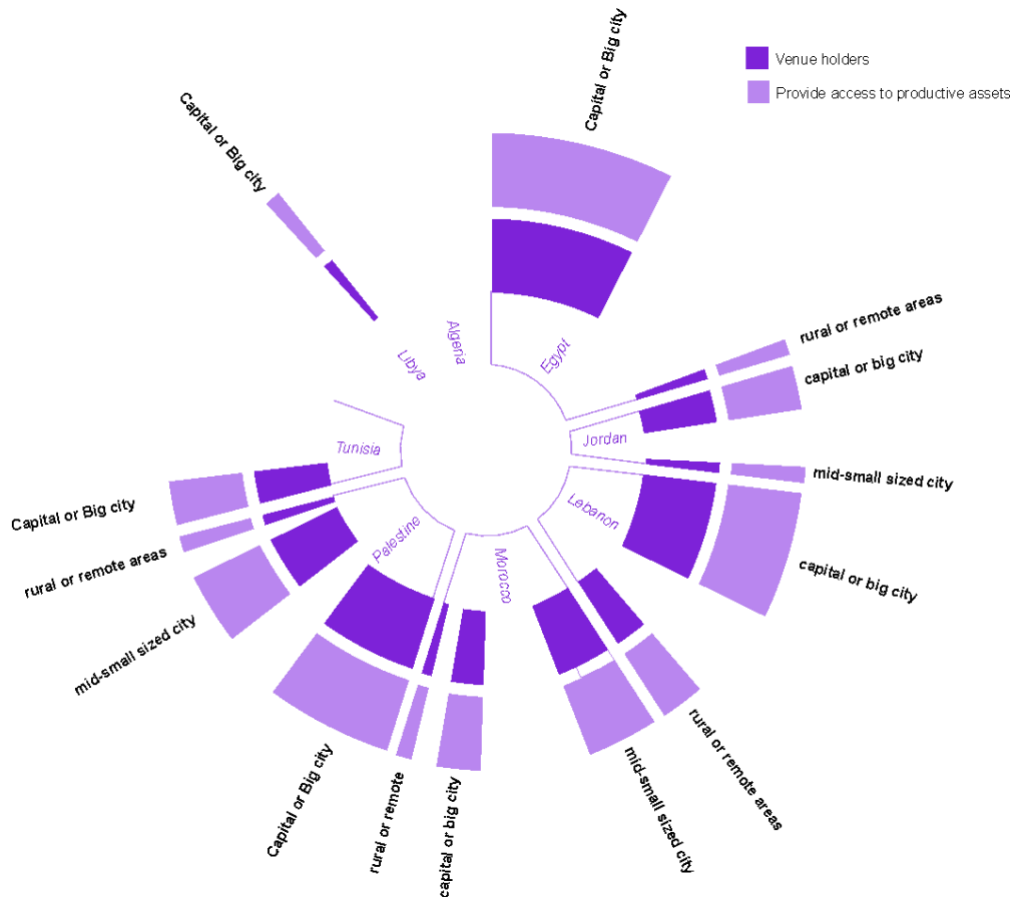 Venue holders
Provide access to productive assets
Capital or Big city
Egypt
rural or remote areas
capital or big city
Jordan
mid-small sized city
capital or big city
Lebanon
rural or remote areas
mid-small sized city
Morocco
capital or big city
rural or remote
Capital or Big city
Palestine
mid-small sized city
rural or remote areas
Capital or Big city
Tunisia
Libya
Capital or Big city
Algeria